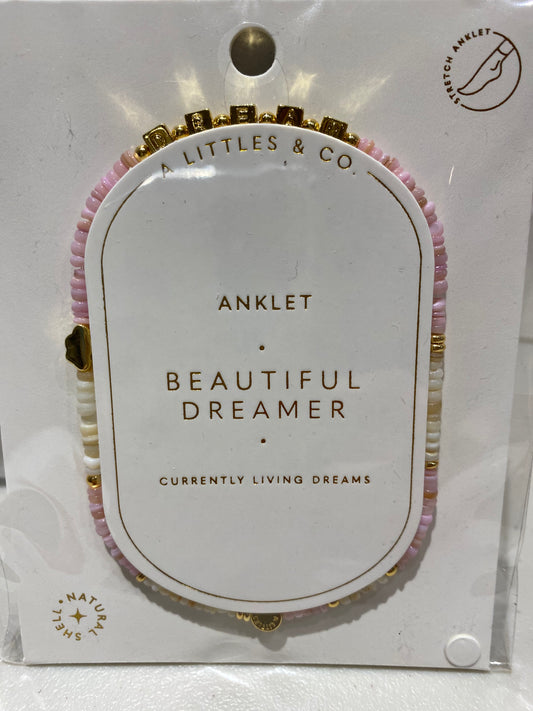 STRETCH ANKLET
DREAM
A LITTLES & CO.
ANKLET
BEAUTIFUL
DREAMER
CURRENTLY LIVING DREAMS
NATURAL SHELL